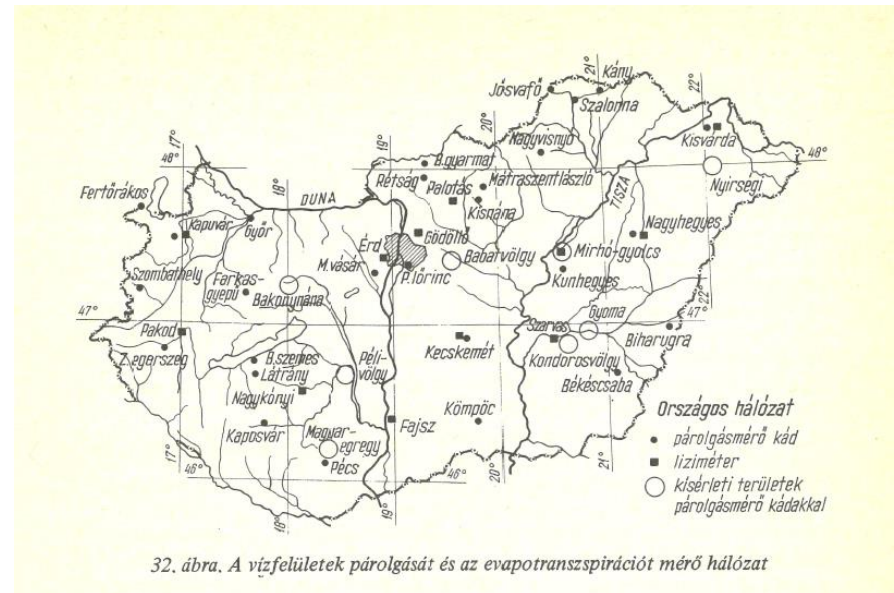 Jósvafő
Kány
Szalonna
21°
22°
Nagyvisnyó
Kisvárda
48°
17°
48°
B.gyarmat
Rétság
Palotás
Mátraszentlászló
Kisnána
Nyírségi
19°
20°
TISZA
18°
DUNA
Fertőrákos
Kapuvár
Győr
Gödöllő
Babatvölgy
Nagyhegyes
Mirhó-gyolcs
Kunhegyes
Érd
M.vásár
P.lőrinc
Szombathely
Farkas-
gyepű
Bakonynána
47°
Gyoma
47°
22°
Pakod
Z.egerszeg
Szarvas
Biharugra
Kecskemét
Kondorosvölgy
Békéscsaba
B.szemes
Látrány
Péli-
völgy
Nagykónyi
Kaposvár
Magyar-
egregy
Pécs
Fajsz
Kömpöc
17°
46°
18°
19°
46°
20°
21°
Országos hálózat
párolgásmérő kád
liziméter
kísérleti területek
párolgásmérő kádakkal
32. ábra. A vízfelületek párolgását és az evapotranszspirációt mérő hálózat